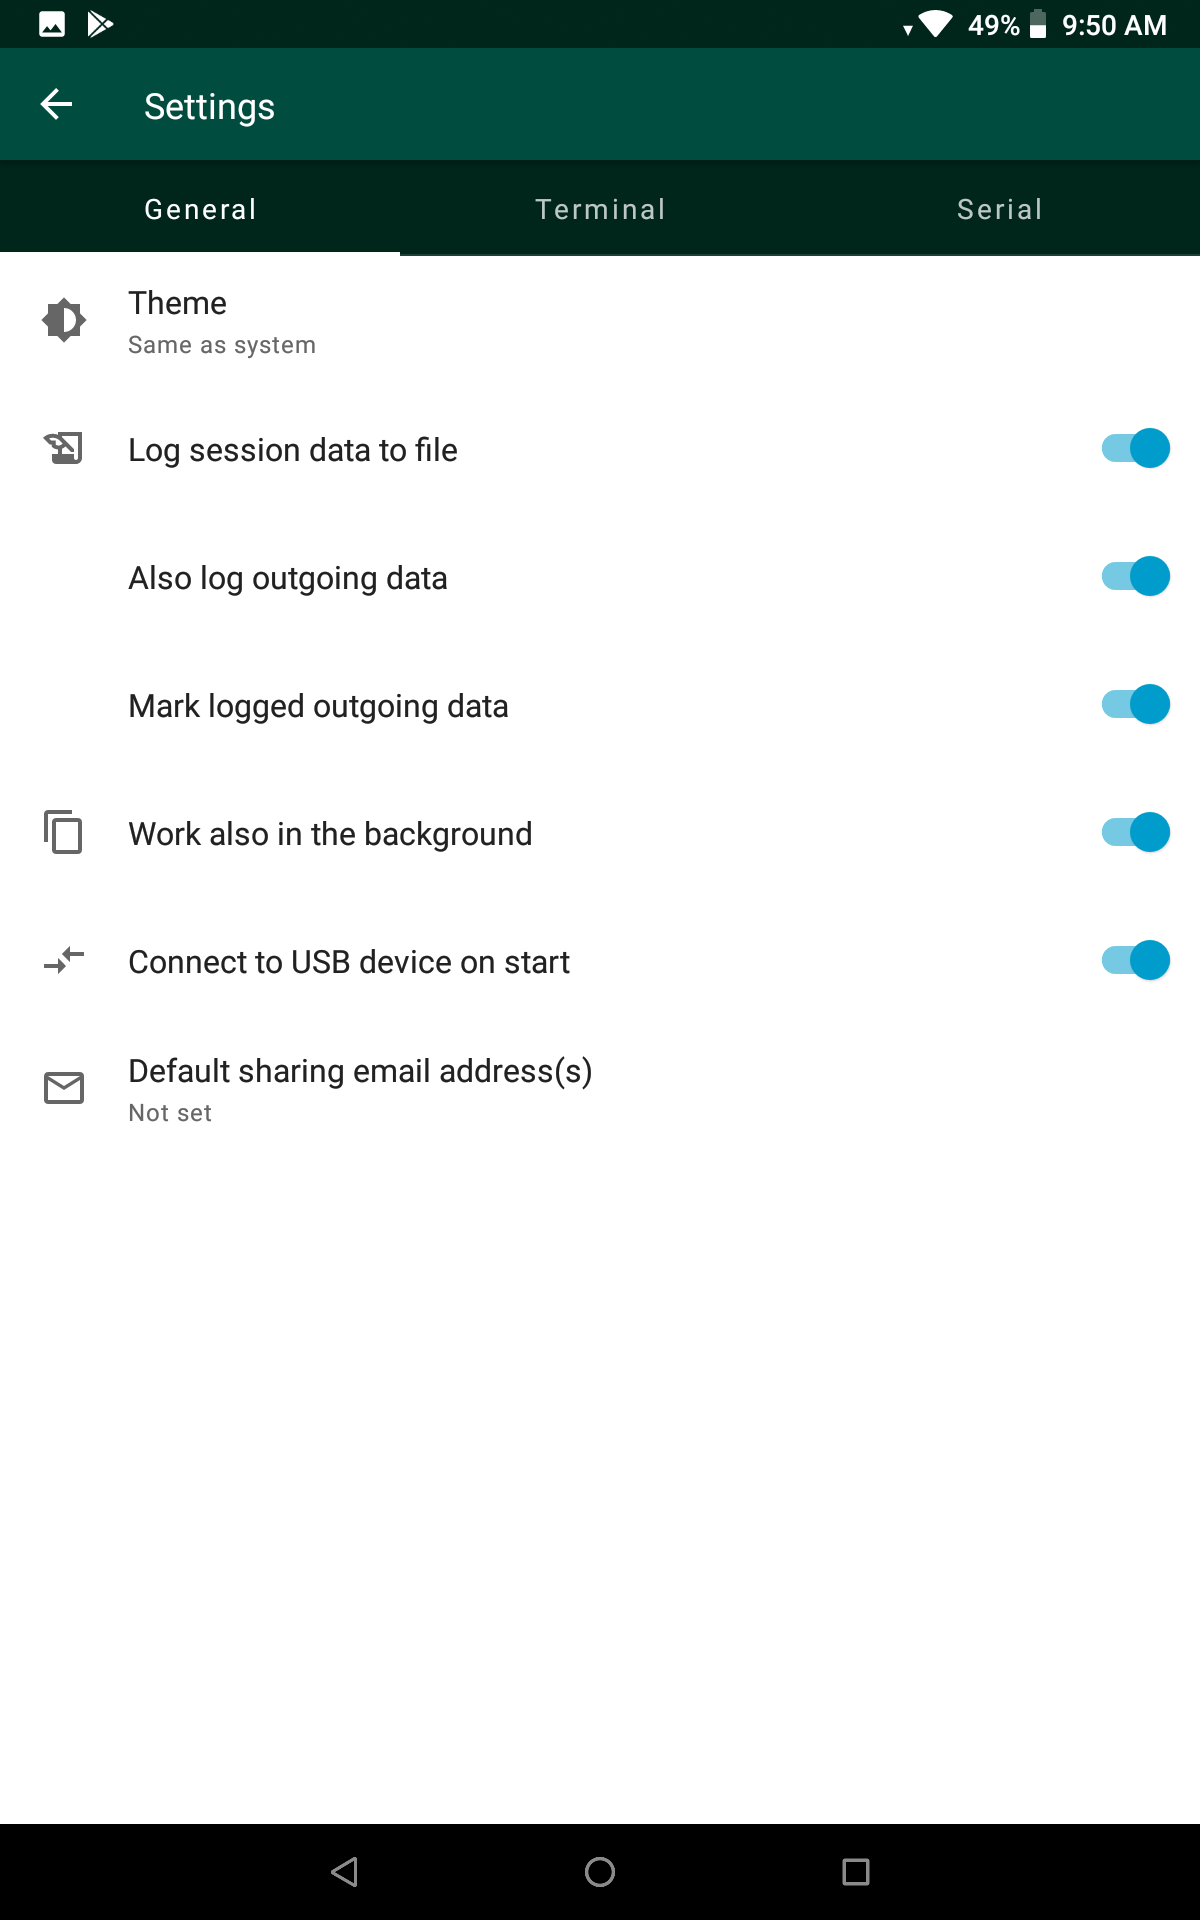 49% 9:50 AM
Settings
General Terminal Serial
Theme
Same as system
Log session data to file
Also log outgoing data
Mark logged outgoing data
Work also in the background
Connect to USB device on start
Default sharing email address(s)
Not set